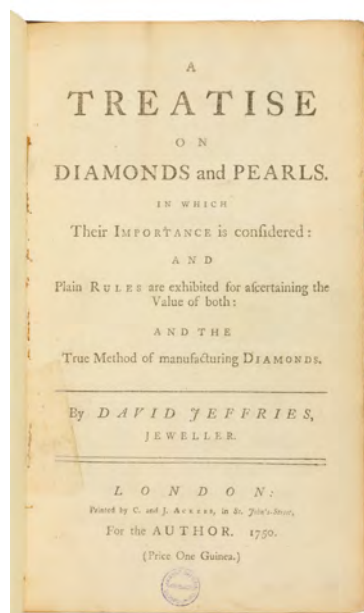 A
TREATISE
ON
DIAMONDS and PEARLS.
IN WHICH
Their IMPORTANCE is conſidered:
AND
Plain RULES are exhibited for aſcertaining the
Value of both:
AND THE
True Method of manufacturing DIAMONDS.
By DAVID JEFFRIES,
JEWELLER.
LONDON:
Printed by C. and J. ACKERS, in St. John's-Street,
For the AUTHOR. 1750.
(Price One Guinea.)